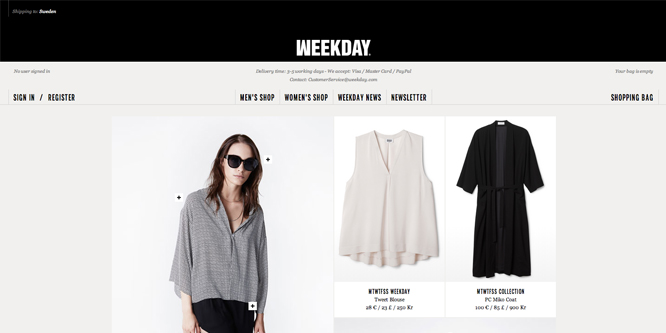 Shipping to: Sweden
WEEKDAY
No user signed in
Delivery time: 3-5 working days - We accept: Visa / Master Card / PayPal
Your bag is empty
Contact: CustomerService@weekday.com
SIGN IN / REGISTER
MEN'S SHOP
WOMEN'S SHOP
WEEKDAY NEWS
NEWSLETTER
SHOPPING BAG
MTWTFSS WEEKDAY
Twert Blouse
28 € / 23 £ / 250 Kr
MTWTFSS COLLECTION
PC Miko Coat
100 € / 85 £ / 900 Kr